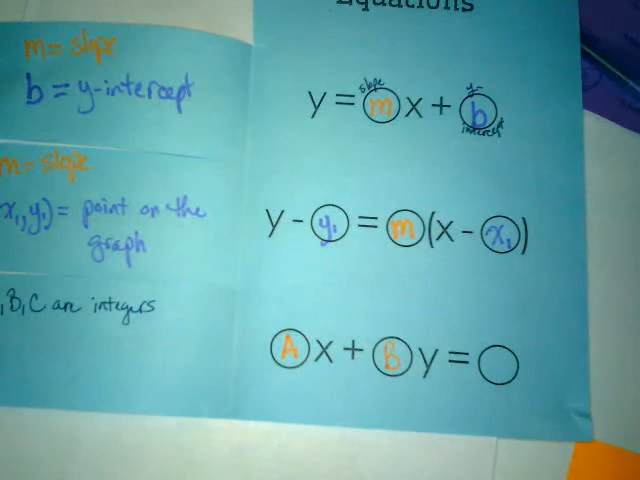 Equations
m = slope
b = y-intercept
slope
y-
y = m x + b
intercept
m = slope
x₁, y₁) = point on the
graph
y - y₁ = m (x - x₁)
, B, C are integers
A x + B y =